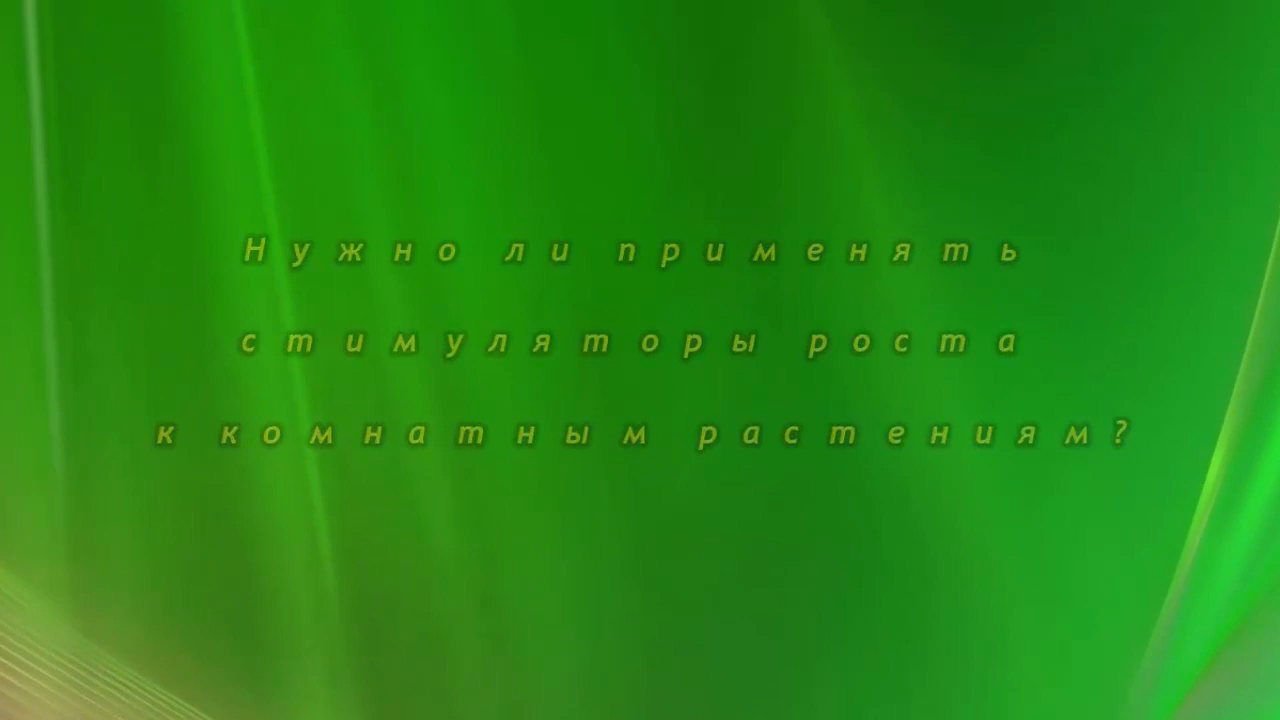 Нужно ли применять
стимуляторы роста
к комнатным растениям?